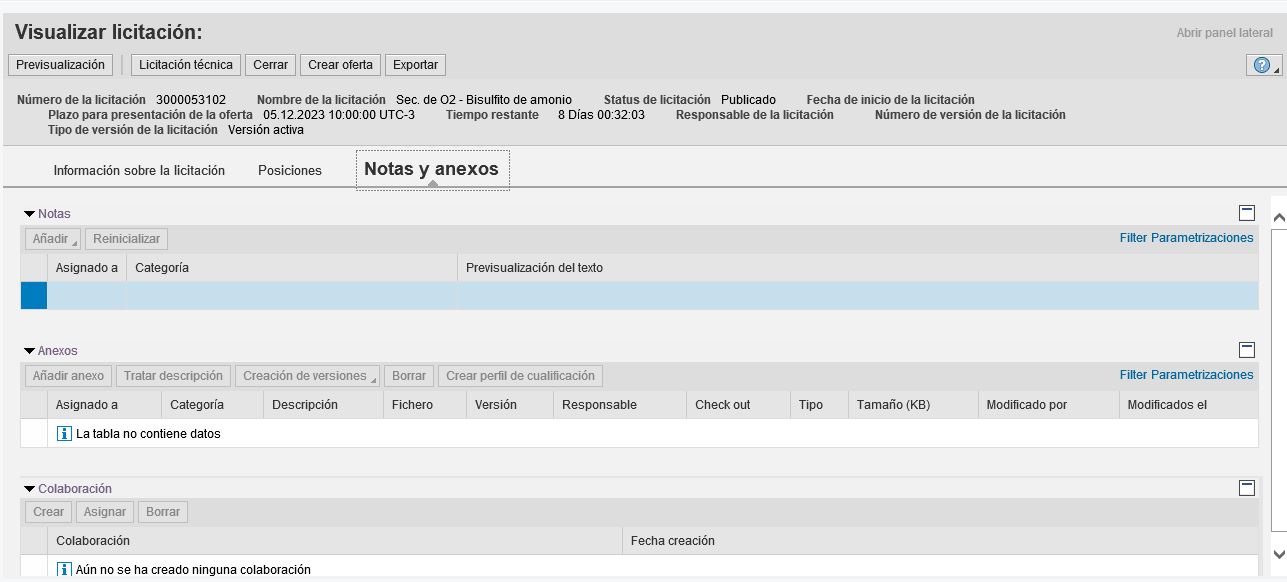 Visualizar licitación:
Abrir panel lateral
Previsualización Licitación técnica Cerrar Crear oferta Exportar
Número de la licitación 3000053102 Nombre de la licitación Sec. de O2 - Bisulfito de amonio Status de licitación Publicado Fecha de inicio de la licitación
Plazo para presentación de la oferta 05.12.2023 10:00:00 UTC-3 Tiempo restante 8 Días 00:32:03 Responsable de la licitación Número de versión de la licitación
Tipo de versión de la licitación Versión activa
Información sobre la licitación Posiciones Notas y anexos
Notas
Añadir Reinicializar Filter Parametrizaciones
Asignado a Categoría Previsualización del texto
Anexos
Añadir anexo Tratar descripción Creación de versiones Borrar Crear perfil de cualificación Filter Parametrizaciones
Asignado a Categoría Descripción Fichero Versión Responsable Check out Tipo Tamaño (KB) Modificado por Modificados el
La tabla no contiene datos
Colaboración
Crear Asignar Borrar
Colaboración Fecha creación
Aún no se ha creado ninguna colaboración